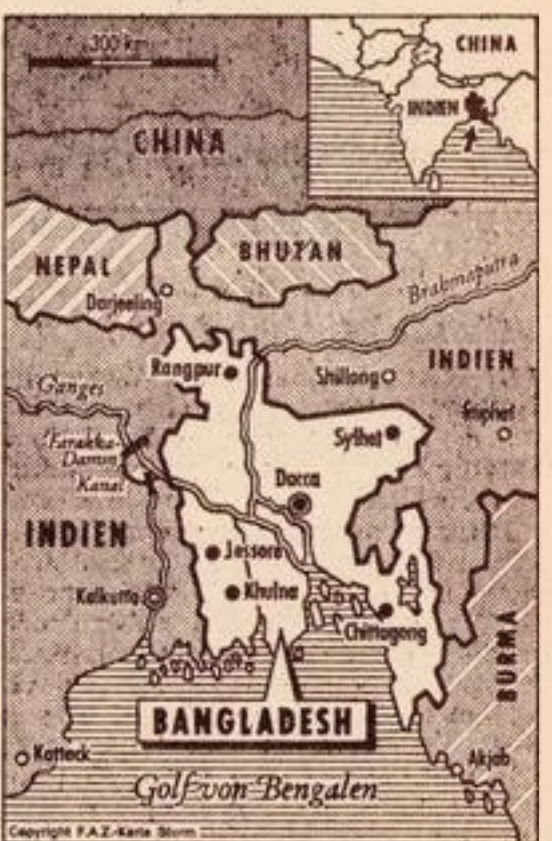 300 km
CHINA
INDIEN
CHINA
NEPAL
BHUTAN
Darjeeling
Brahmaputra
Rangpur
Shillong
INDIEN
Ganges
Imphal
Sylhet
Farakka-
Damm
Kanal
Dacca
INDIEN
Jessore
Khulna
Kalkutta
Chittagong
BURMA
BANGLADESH
Kattack
Akjab
Golf von Bengalen
Copyright F.A.Z.-Karte Sturm